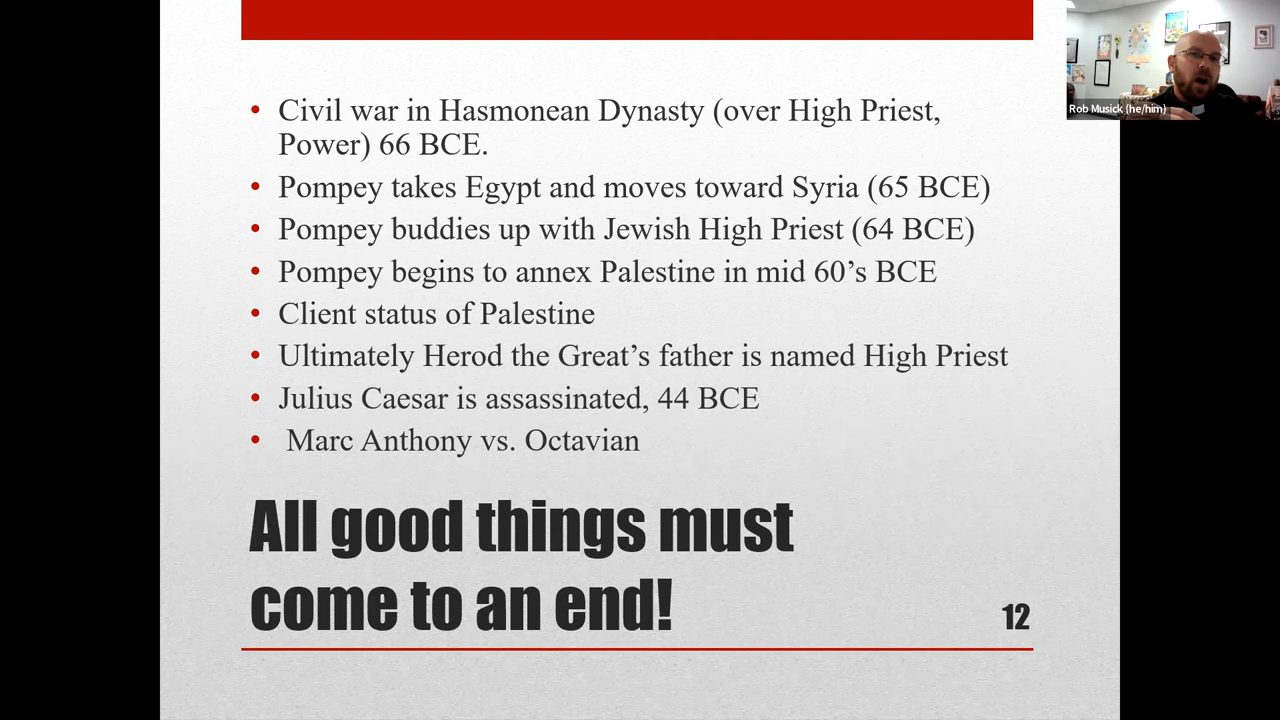 • Civil war in Hasmonean Dynasty (over High Priest,
Power) 66 BCE.
• Pompey takes Egypt and moves toward Syria (65 BCE)
• Pompey buddies up with Jewish High Priest (64 BCE)
• Pompey begins to annex Palestine in mid 60’s BCE
• Client status of Palestine
• Ultimately Herod the Great’s father is named High Priest
• Julius Caesar is assassinated, 44 BCE
• Marc Anthony vs. Octavian
All good things must
come to an end!
12
Rob Musick (he/him)